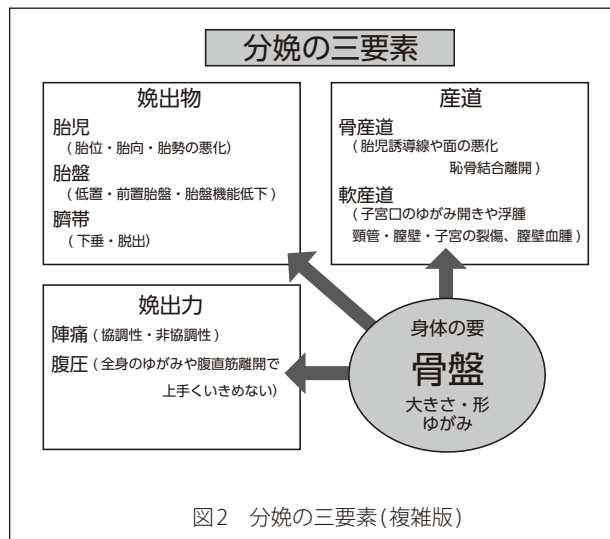 分娩の三要素
娩出物
胎児
(胎位・胎向・胎勢の悪化)
胎盤
(低置・前置胎盤・胎盤機能低下)
臍帯
(下垂・脱出)
産道
骨産道
(胎児誘導線や面の悪化
恥骨結合離開)
軟産道
(子宮口のゆがみ開きや浮腫
頸管・膣壁・子宮の裂傷、膣壁血腫)
娩出力
陣痛(協調性・非協調性)
腹圧(全身のゆがみや腹直筋離開で
上手くいきめない)
身体の要
骨盤
大きさ・形
ゆがみ
図2 分娩の三要素(複雑版)